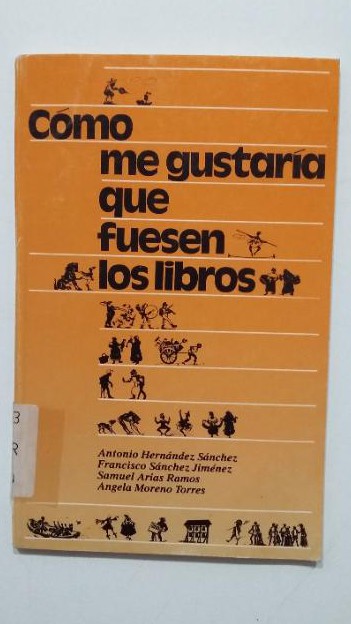 Cómo
me gustaría
que
fuesen
los libros
Antonio Hernández Sánchez
Francisco Sánchez Jiménez
Samuel Arias Ramos
Angela Moreno Torres
3
R